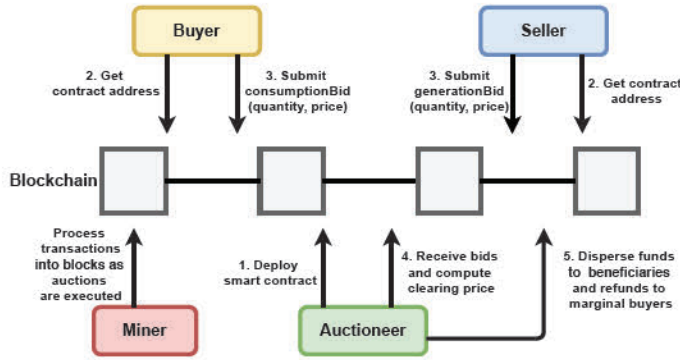 Buyer
Seller
2. Get
contract address
3. Submit
consumptionBid
(quantity, price)
3. Submit
generationBid
(quantity, price)
2. Get contract
address
Blockchain
Process
transactions
into blocks as
auctions
are executed
1. Deploy
smart contract
4. Receive bids
and compute
clearing price
5. Disperse funds
to beneficiaries
and refunds to
marginal buyers
Miner
Auctioneer